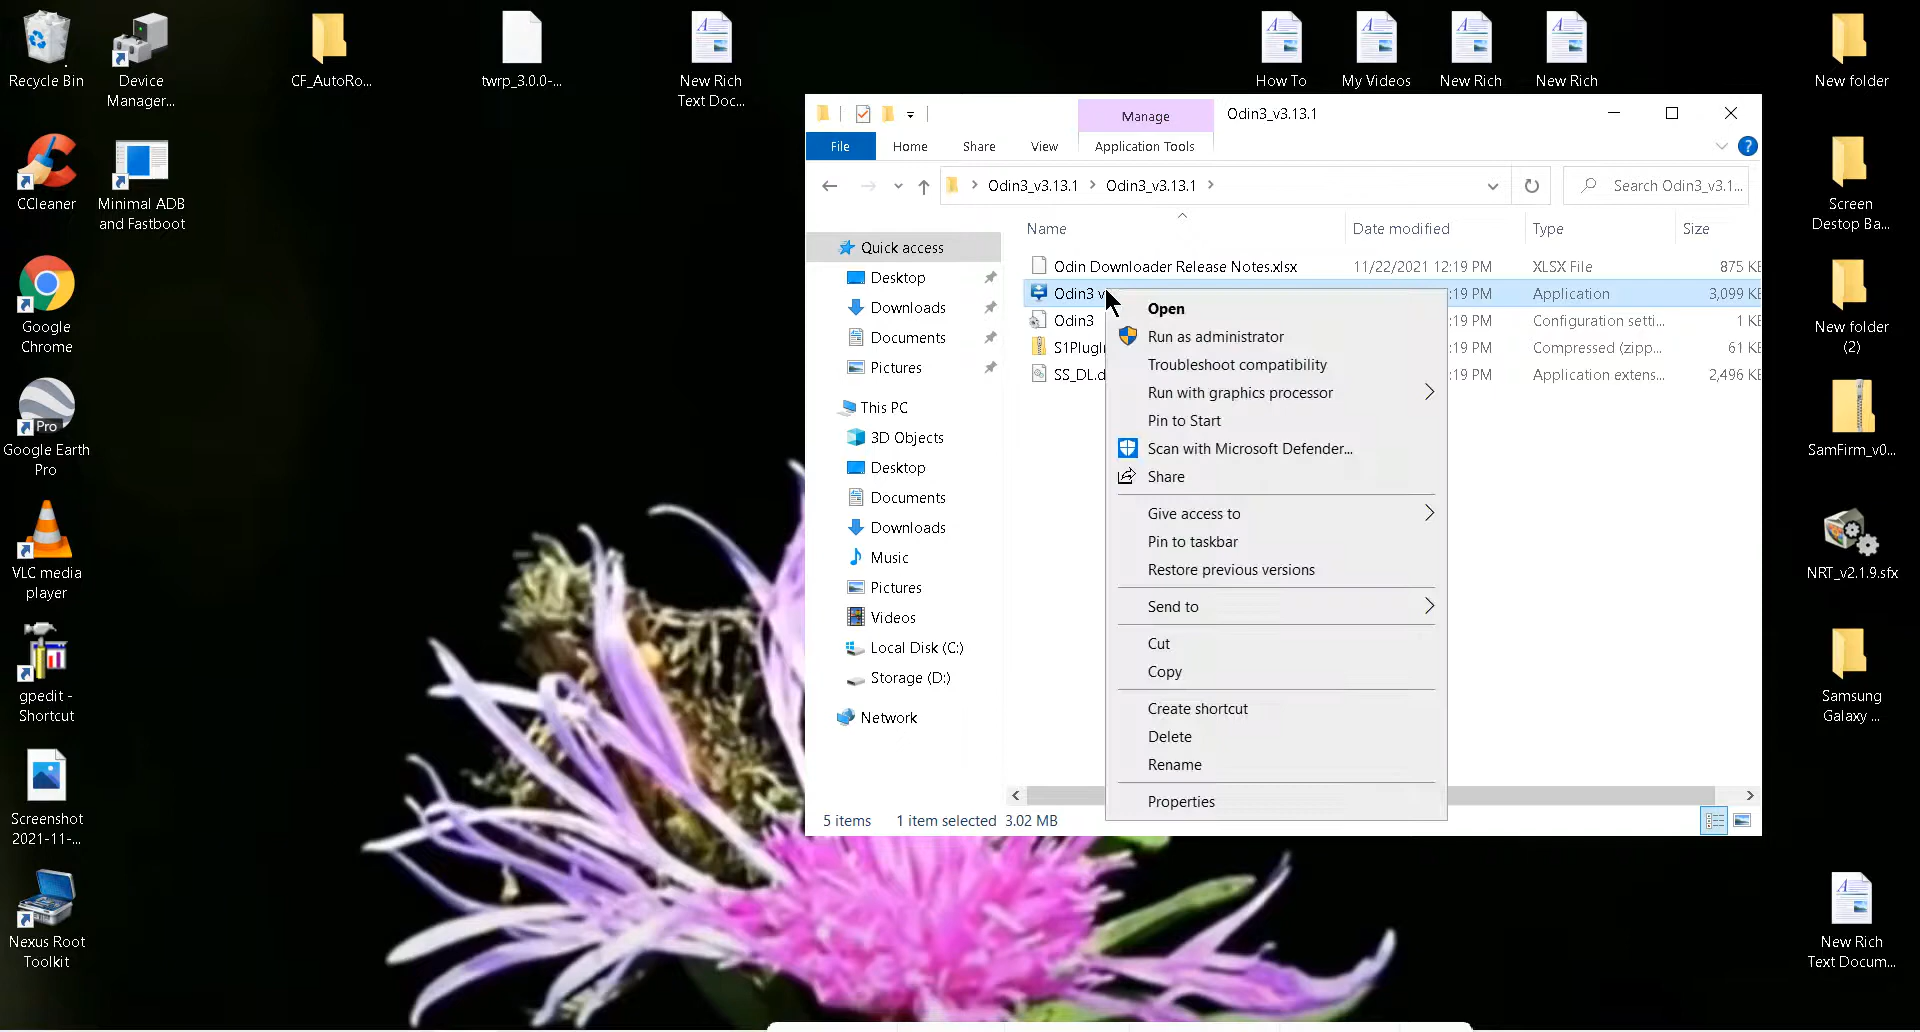 Recycle Bin
Device
Manager...
CF_AutoRo...
twrp_3.0.0-...
New Rich
Text Doc...
How To
My Videos
New Rich
New Rich
New folder
CCleaner
Minimal ADB
and Fastboot
Google
Chrome
Pro
Google Earth
Pro
VLC media
player
gpedit -
Shortcut
Screenshot
2021-11-...
Nexus Root
Toolkit
Manage
Odin3_v3.13.1
File
Home
Share
View
Application Tools
?
Odin3_v3.13.1
Odin3_v3.13.1
Search Odin3_v3.1...
Name
Date modified
Type
Size
Odin Downloader Release Notes.xlsx
11/22/2021 12:19 PM
XLSX File
875 KB
Odin3 v
:19 PM
Application
3,099 KB
Odin3
:19 PM
Configuration setti...
1 KB
S1PlugIn
:19 PM
Compressed (zipp...
61 KB
SS_DL.d
:19 PM
Application extens...
2,496 KB
Quick access
Desktop
Downloads
Documents
Pictures
This PC
3D Objects
Desktop
Documents
Downloads
Music
Pictures
Videos
Local Disk (C:)
Storage (D:)
Network
Open
Run as administrator
Troubleshoot compatibility
Run with graphics processor
Pin to Start
Scan with Microsoft Defender...
Share
Give access to
Pin to taskbar
Restore previous versions
Send to
Cut
Copy
Create shortcut
Delete
Rename
Properties
5 items
1 item selected 3.02 MB
Screen
Destop Ba...
New folder
(2)
SamFirm_v0...
NRT_v2.1.9.sfx
Samsung
Galaxy ...
New Rich
Text Docum...